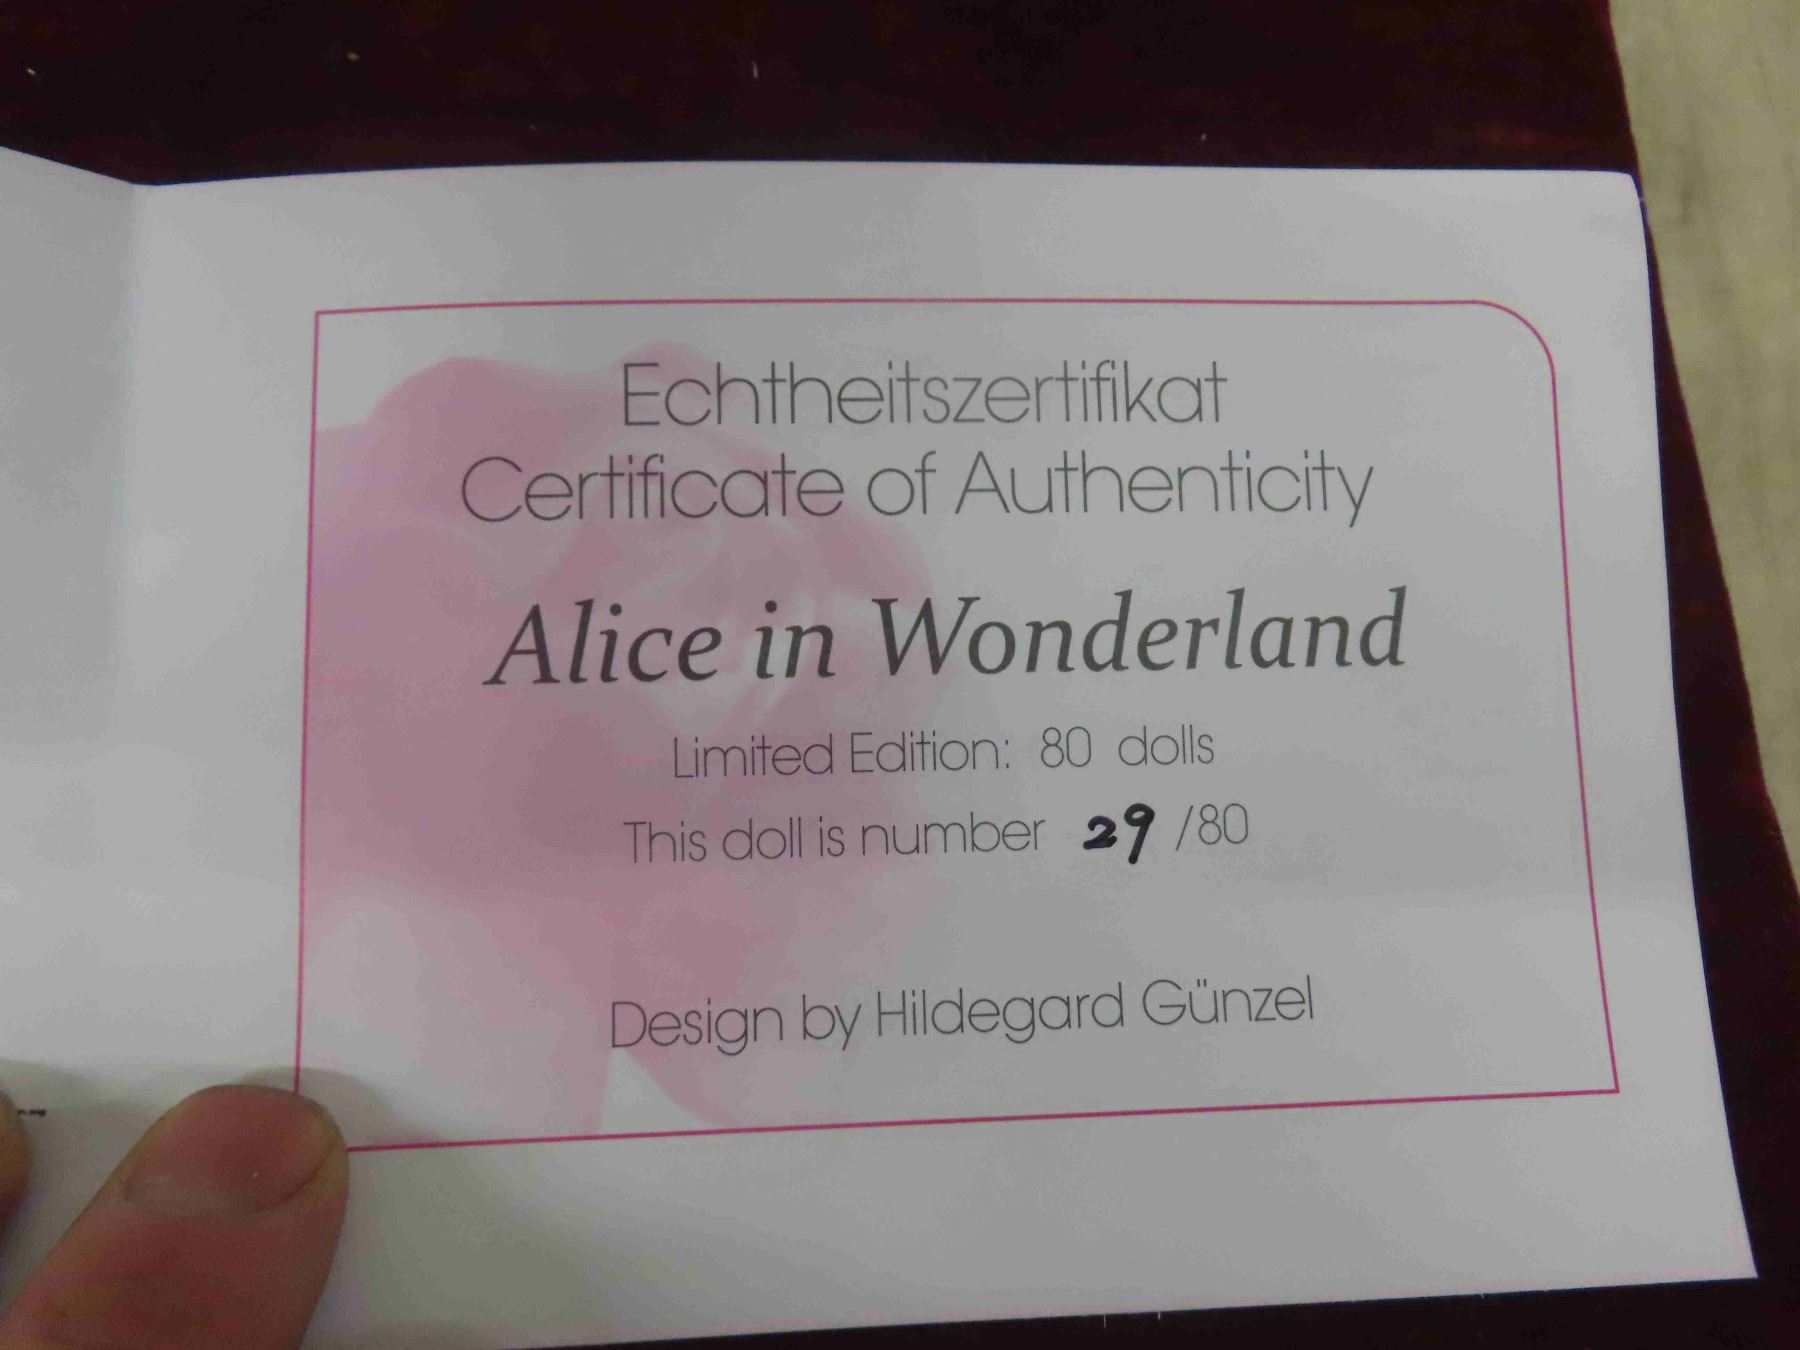 Echtheitszertifikat
Certificate of Authenticity
Alice in Wonderland
Limited Edition: 80 dolls
This doll is number 29 /80
Design by Hildegard Günzel